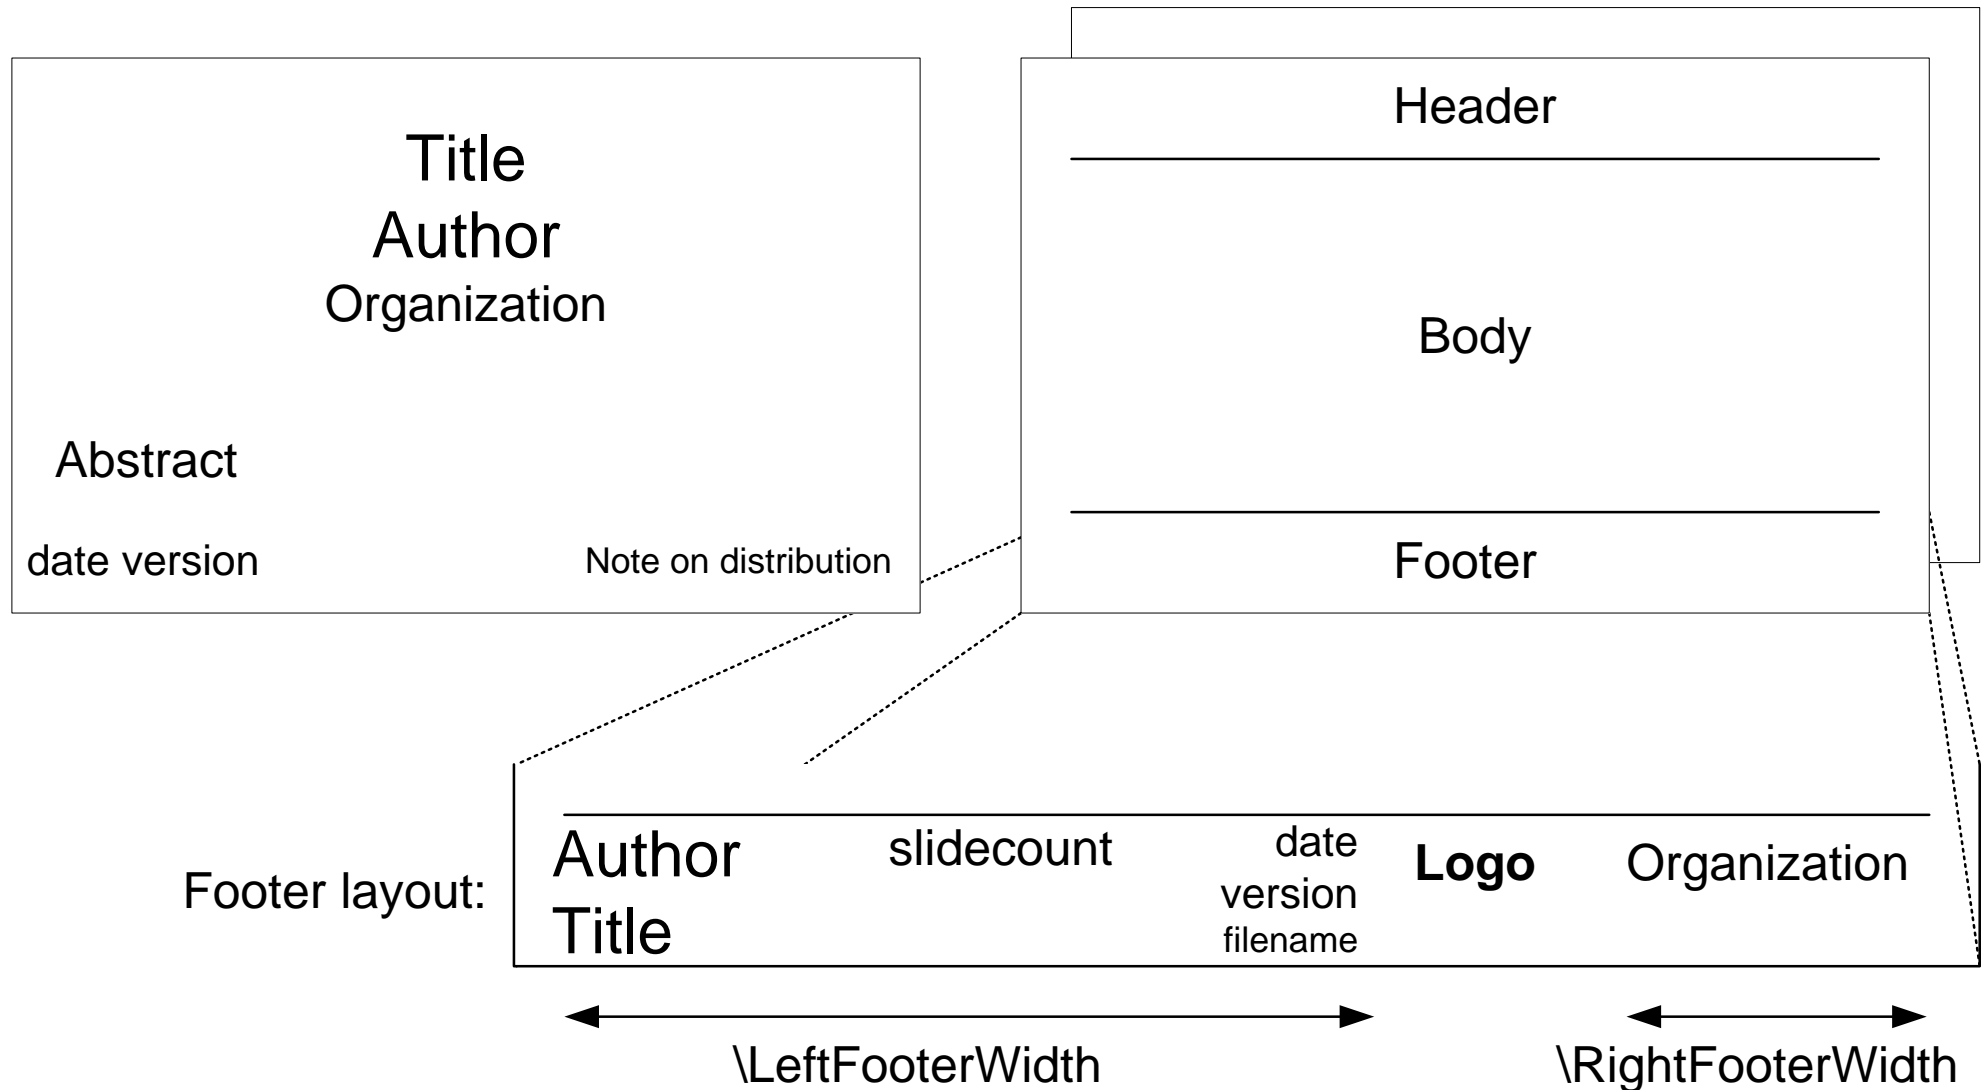 Title
Author
Organization
Abstract
date version
Note on distribution
Header
Body
Footer
Footer layout:
Author
Title
slidecount
date
version
filename
Logo
Organization
\LeftFooterWidth
\RightFooterWidth